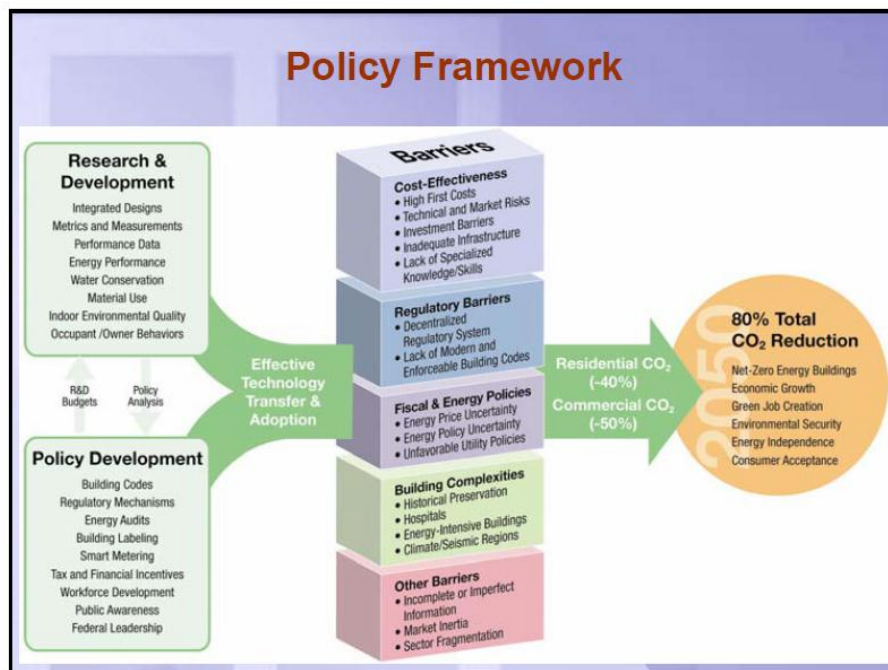 Policy Framework
Research &
Development
Integrated Designs
Metrics and Measurements
Performance Data
Energy Performance
Water Conservation
Material Use
Indoor Environmental Quality
Occupant /Owner Behaviors
R&D
Budgets
Policy
Analysis
Policy Development
Building Codes
Regulatory Mechanisms
Energy Audits
Building Labeling
Smart Metering
Tax and Financial Incentives
Workforce Development
Public Awareness
Federal Leadership
Effective
Technology
Transfer &
Adoption
Barriers
Cost-Effectiveness
• High First Costs
• Technical and Market Risks
• Investment Barriers
• Inadequate Infrastructure
• Lack of Specialized
Knowledge/Skills
Regulatory Barriers
• Decentralized
Regulatory System
• Lack of Modern and
Enforceable Building Codes
Fiscal & Energy Policies
• Energy Price Uncertainty
• Energy Policy Uncertainty
• Unfavorable Utility Policies
Building Complexities
• Historical Preservation
• Hospitals
• Energy-Intensive Buildings
• Climate/Seismic Regions
Other Barriers
• Incomplete or Imperfect
Information
• Market Inertia
• Sector Fragmentation
Residential CO₂
(-40%)
Commercial CO₂
(-50%)
2050
80% Total
CO₂ Reduction
Net-Zero Energy Buildings
Economic Growth
Green Job Creation
Environmental Security
Energy Independence
Consumer Acceptance